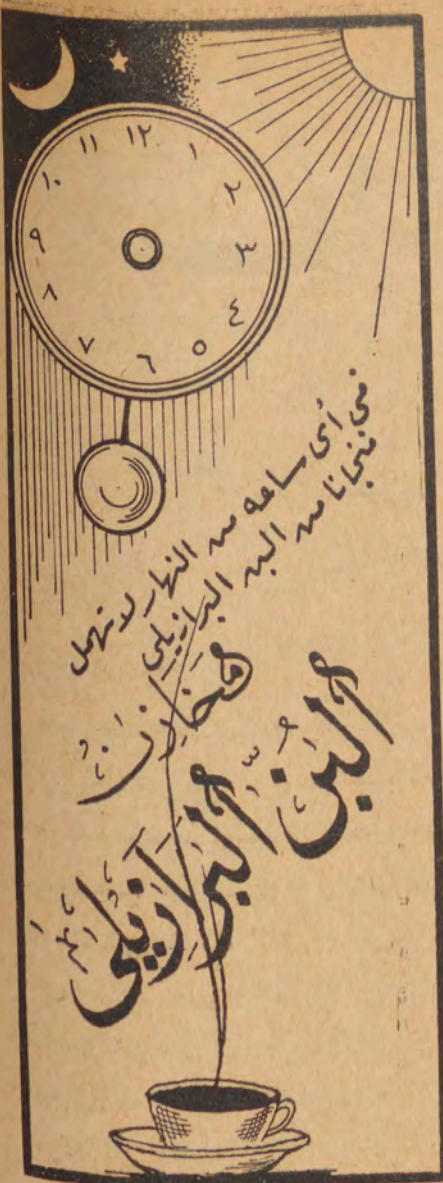 ١٢
١
٢
٣
٤
٥
٦
٧
٨
٩
١٠
١١
في أى ساعة من النهار لا تهمل
فنجانا من البن البرازيلى
مخازن
البن
البرازيلى